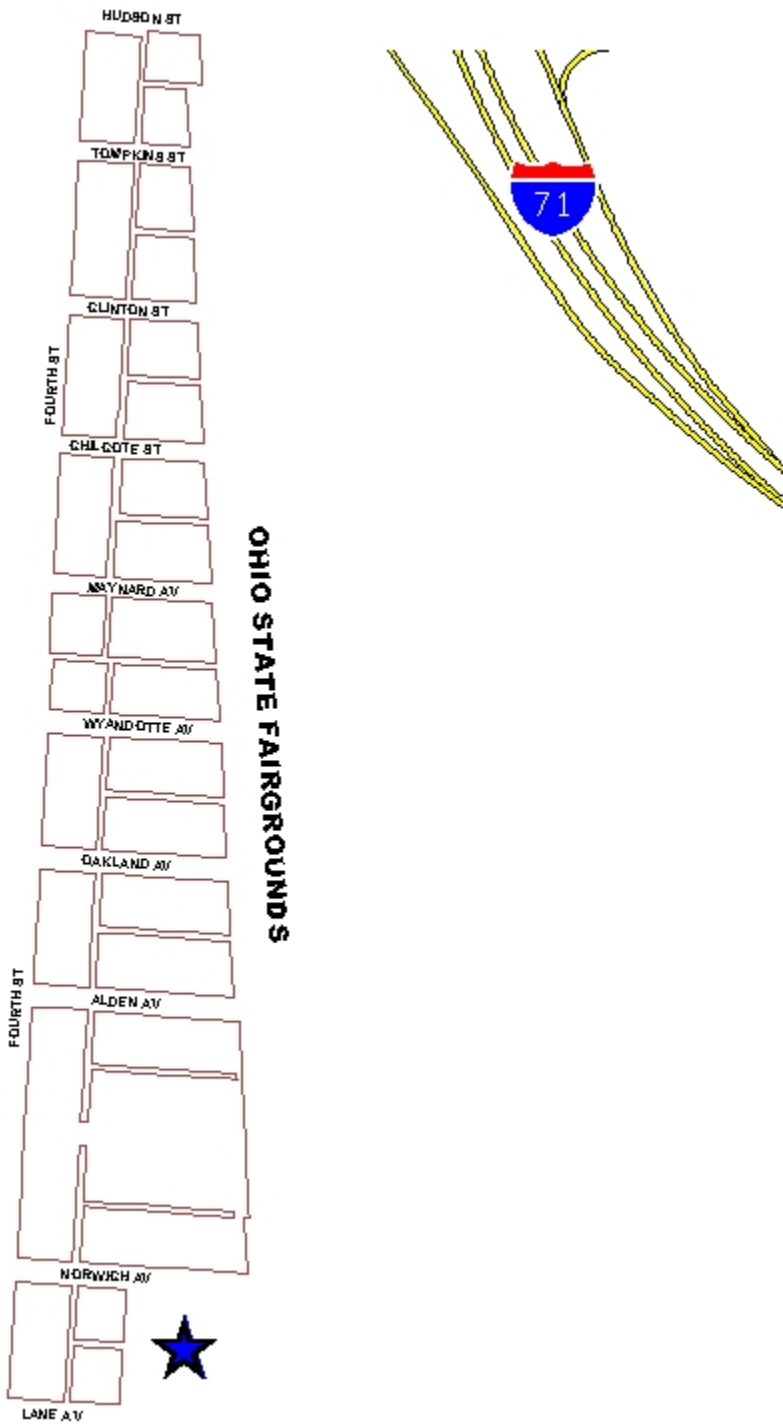 HUDSON ST
TOMPKINS ST
71
CLINTON ST
FOURTH ST
CHILCOTE ST
OHIO STATE FAIRGROUNDS
MAYNARD AV
WYANDOTTE AV
OAKLAND AV
FOURTH ST
ALDEN AV
NORWICH AV
LANE AV